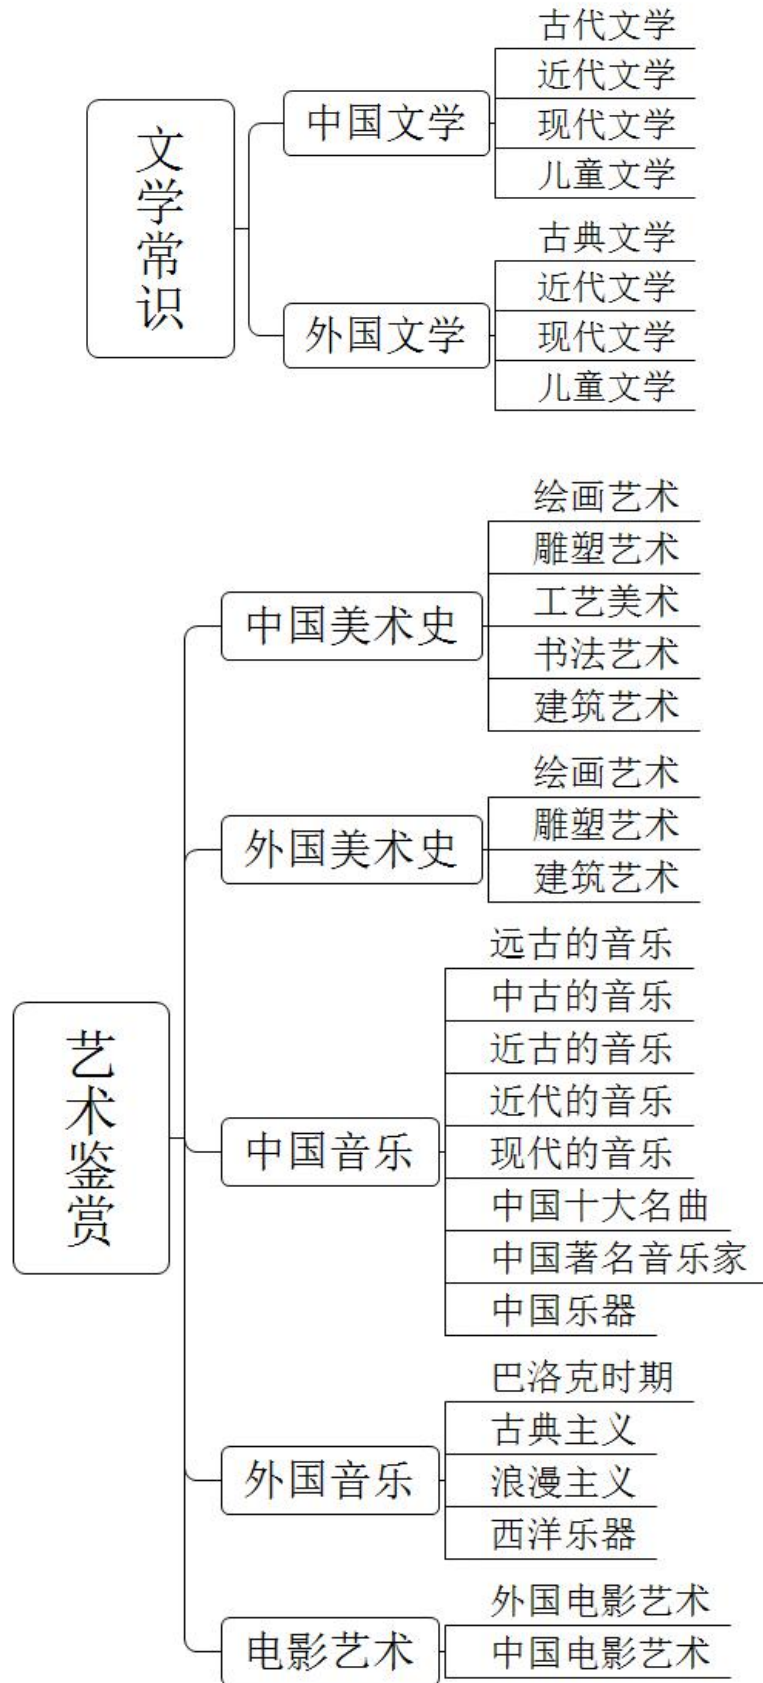 文学常识
中国文学
古代文学
近代文学
现代文学
儿童文学
外国文学
古典文学
近代文学
现代文学
儿童文学
艺术鉴赏
中国美术史
绘画艺术
雕塑艺术
工艺美术
书法艺术
建筑艺术
外国美术史
绘画艺术
雕塑艺术
建筑艺术
中国音乐
远古的音乐
中古的音乐
近古的音乐
近代的音乐
现代的音乐
中国十大名曲
中国著名音乐家
中国乐器
外国音乐
巴洛克时期
古典主义
浪漫主义
西洋乐器
电影艺术
外国电影艺术
中国电影艺术